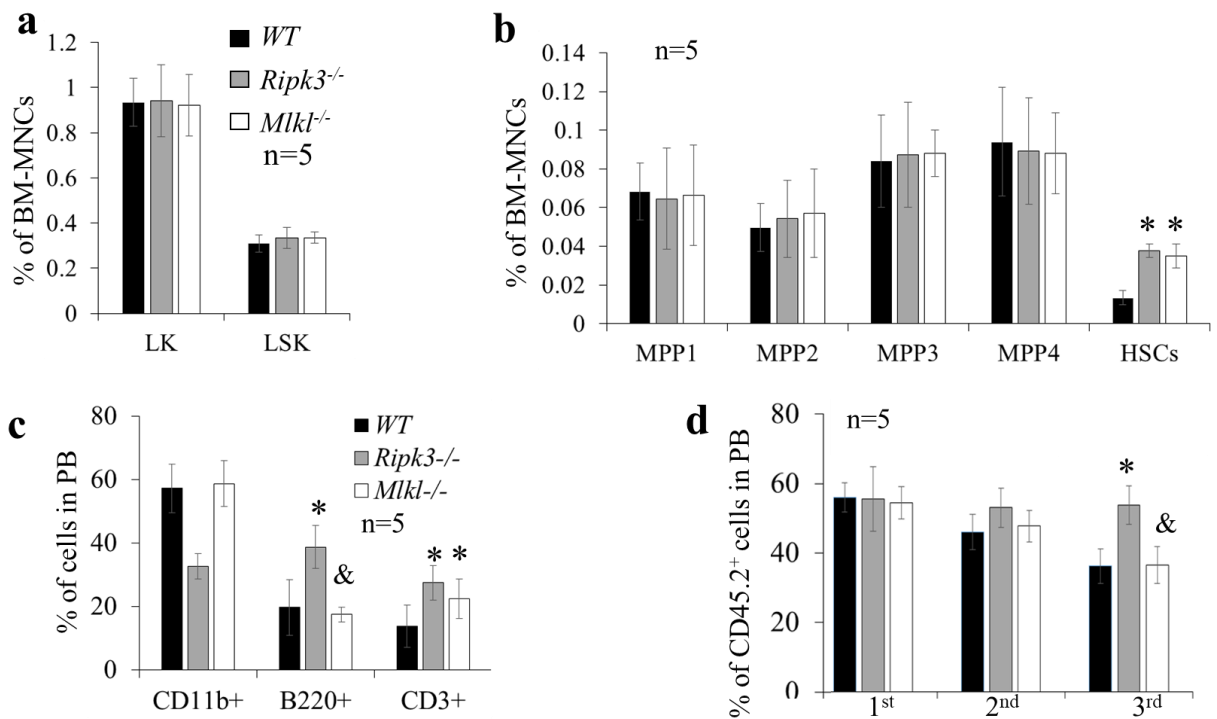 a
% of BM-MNCs
1.2
1
0.8
0.6
0.4
0.2
0
LK
LSK
WT
Ripk3-/-
Mlkl-/-
n=5
b
% of BM-MNCs
n=5
0.14
0.12
0.1
0.08
0.06
0.04
0.02
0
* *
MPP1
MPP2
MPP3
MPP4
HSCs
c
% of cells in PB
80
60
40
20
0
WT
Ripk3-/-
Mlkl-/-
n=5
*
&
* *
CD11b+
B220+
CD3+
d
% of CD45.2+ cells in PB
n=5
80
60
40
20
0
*
&
1st
2nd
3rd